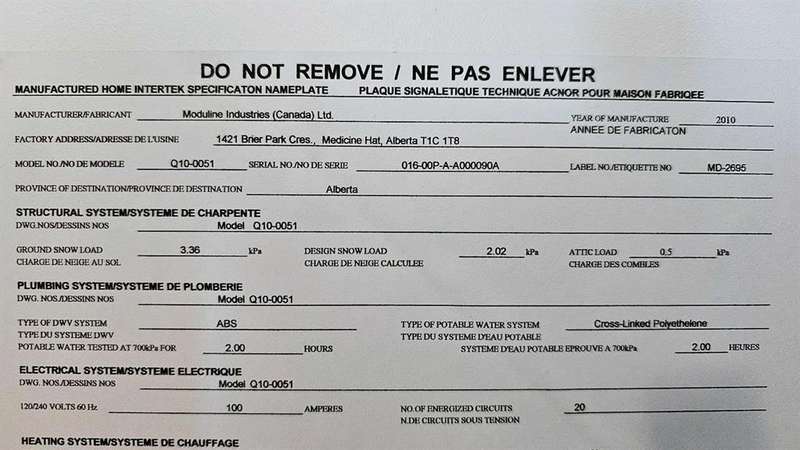 DO NOT REMOVE / NE PAS ENLEVER
MANUFACTURED HOME INTERTEK SPECIFICATON NAMEPLATE PLAQUE SIGNALETIQUE TECHNIQUE ACNOR POUR MAISON FABRIQEE
MANUFACTURER/FABRICANT Moduline Industries (Canada) Ltd. YEAR OF MANUFACTURE 2010
ANNEE DE FABRICATON
FACTORY ADDRESS/ADRESSE DE L'USINE 1421 Brier Park Cres., Medicine Hat, Alberta T1C 1T8
MODEL NO./NO DE MODELE Q10-0051 SERIAL NO./NO DE SERIE 016-00P-A-A000090A LABEL NO./ETIQUETTE NO MD-2695
PROVINCE OF DESTINATION/PROVINCE DE DESTINATION Alberta
STRUCTURAL SYSTEM/SYSTEME DE CHARPENTE
DWG.NOS/DESSINS NOS Model Q10-0051
GROUND SNOW LOAD 3.36 kPa DESIGN SNOW LOAD 2.02 kPa ATTIC LOAD 0.5 kPa
CHARGE DE NEIGE AU SOL CHARGE DE NEIGE CALCULEE CHARGE DES COMBLES
PLUMBING SYSTEM/SYSTEME DE PLOMBERIE
DWG. NOS./DESSINS NOS Model Q10-0051
TYPE OF DWV SYSTEM ABS TYPE OF POTABLE WATER SYSTEM Cross-Linked Polyethelene
TYPE DU SYSTEME DWV TYPE DU SYSTEME D'EAU POTABLE
POTABLE WATER TESTED AT 700kPa FOR 2.00 HOURS SYSTEME D'EAU POTABLE EPROUVE A 700kPa 2.00 HEURES
ELECTRICAL SYSTEM/SYSTEME ELECTRIQUE
DWG. NOS./DESSINS NOS Model Q10-0051
120/240 VOLTS 60 Hz 100 AMPERES NO. OF ENERGIZED CIRCUITS 20
N.DE CIRCUITS SOUS TENSION
HEATING SYSTEM/SYSTEME DE CHAUFFAGE